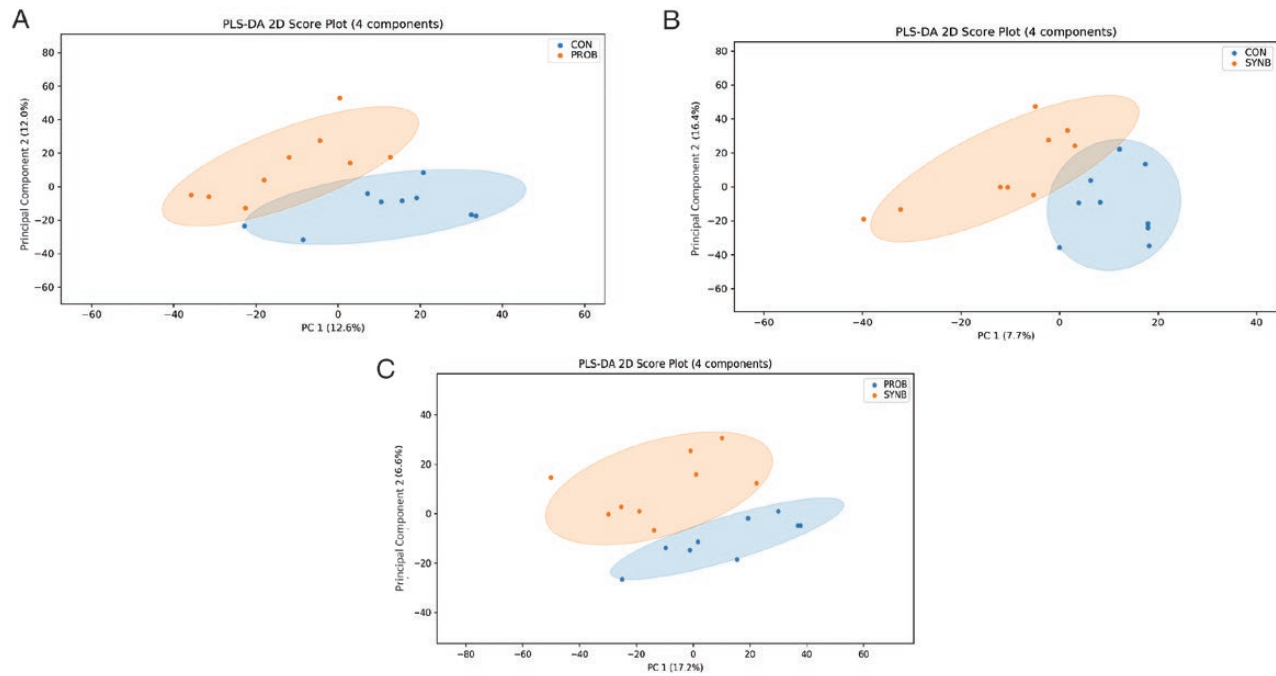 A
PLS-DA 2D Score Plot (4 components)
CON
PROB
Principal Component 2 (12.0%)
80
60
40
20
0
−20
−40
−60
−60
−40
−20
0
20
40
60
PC 1 (12.6%)
B
PLS-DA 2D Score Plot (4 components)
CON
SYNB
Principal Component 2 (16.4%)
80
60
40
20
0
−20
−40
−60
−60
−40
−20
0
20
40
PC 1 (7.7%)
C
PLS-DA 2D Score Plot (4 components)
PROB
SYNB
Principal Component 2 (6.6%)
40
20
0
−20
−40
−80
−60
−40
−20
0
20
40
60
PC 1 (17.2%)